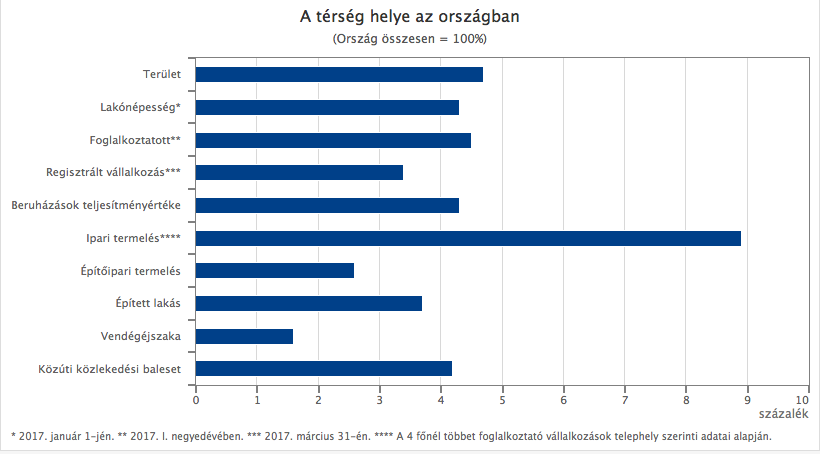 A térség helye az országban
(Ország összesen = 100%)
Terület
Lakónépesség*
Foglalkoztatott**
Regisztrált vállalkozás***
Beruházások teljesítményértéke
Ipari termelés****
Építőipari termelés
Épített lakás
Vendégéjszaka
Közúti közlekedési baleset
0 1 2 3 4 5 6 7 8 9 10
százalék
* 2017. január 1-jén. ** 2017. I. negyedévében. *** 2017. március 31-én. **** A 4 főnél többet foglalkoztató vállalkozások telephely szerinti adatai alapján.